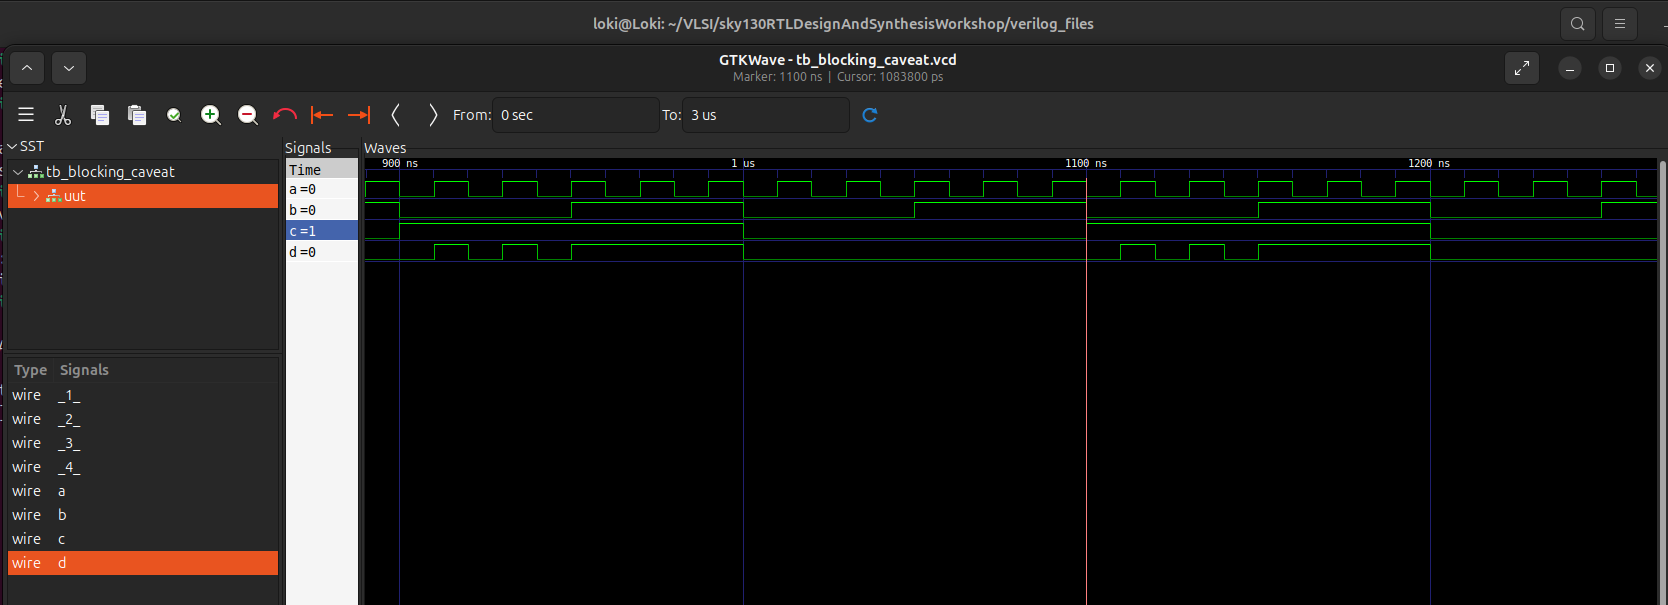 loki@Loki: ~/VLSI/sky130RTLDesignAndSynthesisWorkshop/verilog_files
GTKWave - tb_blocking_caveat.vcd
Marker: 1100 ns | Cursor: 1083800 ps
From: 0 sec To: 3 us
SST
tb_blocking_caveat
uut
Type Signals
wire _1_
wire _2_
wire _3_
wire _4_
wire a
wire b
wire c
wire d
Signals
Time
a=0
b=0
c=1
d=0
Waves
900 ns 1 us 1100 ns 1200 ns